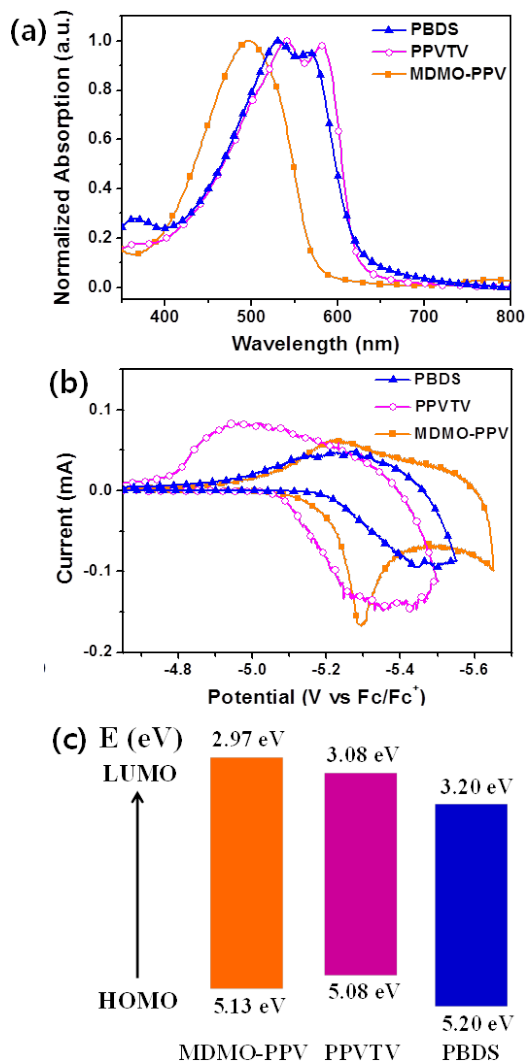 (a)
PBDS
PPVTV
MDMO-PPV
Normalized Absorption (a.u.)
1.0
0.8
0.6
0.4
0.2
0.0
400 500 600 700 800
Wavelength (nm)
(b)
PBDS
PPVTV
MDMO-PPV
Current (mA)
0.1
0.0
-0.1
-0.2
-4.8 -5.0 -5.2 -5.4 -5.6
Potential (V vs Fc/Fc⁺)
(c) E (eV)
LUMO
2.97 eV 3.08 eV 3.20 eV
HOMO
5.13 eV 5.08 eV 5.20 eV
MDMO-PPV PPVTV PBDS